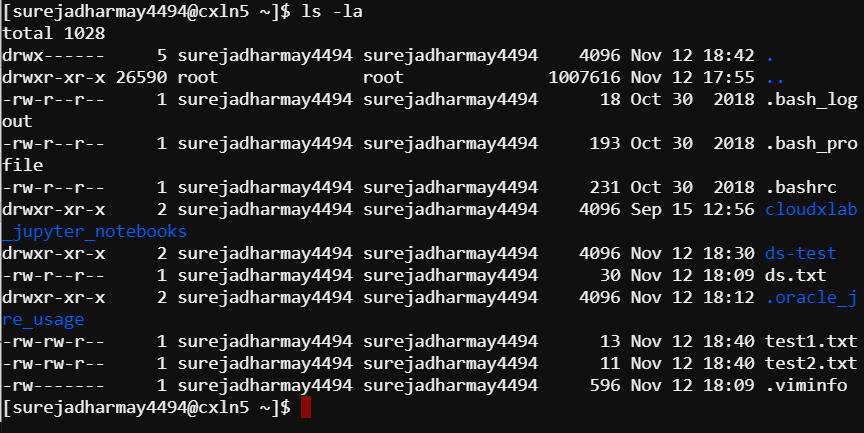 [surejadharmay4494@cxln5 ~]$ ls -la
total 1028
drwx------     5 surejadharmay4494 surejadharmay4494    4096 Nov 12 18:42 .
drwxr-xr-x 26590 root              root              1007616 Nov 12 17:55 ..
-rw-r--r--     1 surejadharmay4494 surejadharmay4494      18 Oct 30  2018 .bash_log
out
-rw-r--r--     1 surejadharmay4494 surejadharmay4494     193 Oct 30  2018 .bash_pro
file
-rw-r--r--     1 surejadharmay4494 surejadharmay4494     231 Oct 30  2018 .bashrc
drwxr-xr-x     2 surejadharmay4494 surejadharmay4494    4096 Sep 15 12:56 cloudxlab
_jupyter_notebooks
drwxr-xr-x     2 surejadharmay4494 surejadharmay4494    4096 Nov 12 18:30 ds-test
-rw-r--r--     1 surejadharmay4494 surejadharmay4494      30 Nov 12 18:09 ds.txt
drwxr-xr-x     2 surejadharmay4494 surejadharmay4494    4096 Nov 12 18:12 .oracle_j
re_usage
-rw-rw-r--     1 surejadharmay4494 surejadharmay4494      13 Nov 12 18:40 test1.txt
-rw-rw-r--     1 surejadharmay4494 surejadharmay4494      11 Nov 12 18:40 test2.txt
-rw-------     1 surejadharmay4494 surejadharmay4494     596 Nov 12 18:09 .viminfo
[surejadharmay4494@cxln5 ~]$